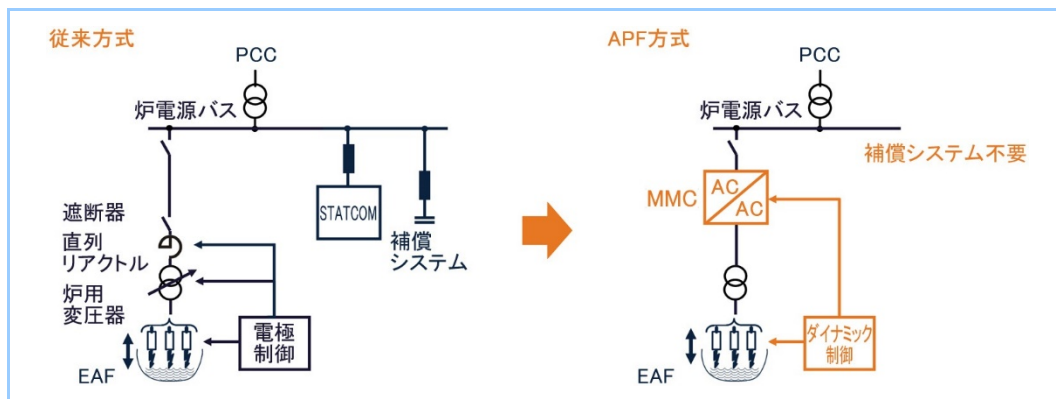 従来方式
PCC
炉電源バス
遮断器
直列
リアクトル
炉用
変圧器
EAF
電極
制御
STATCOM
補償
システム
APF方式
PCC
炉電源バス
補償システム不要
MMC
AC
AC
EAF
ダイナミック
制御